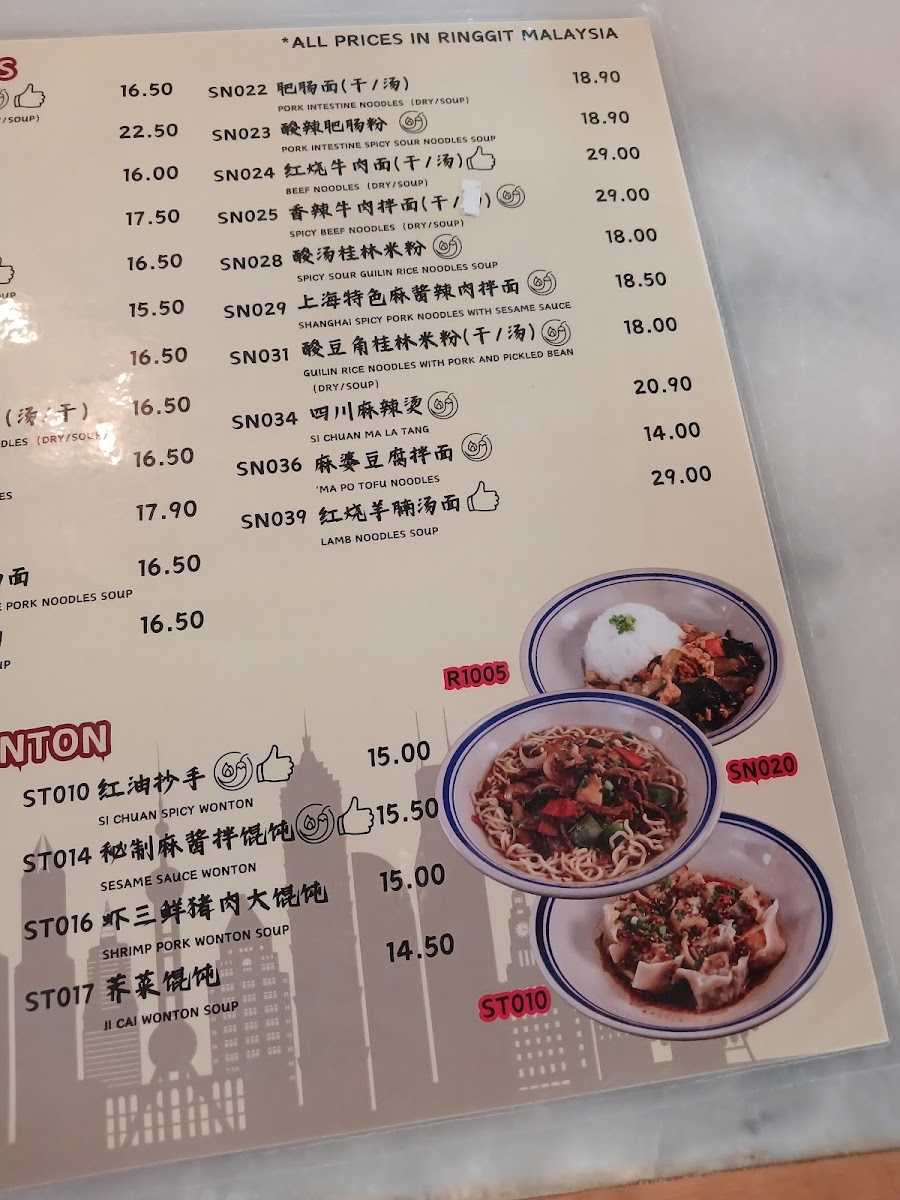 *ALL PRICES IN RINGGIT MALAYSIA
S
/SOUP)
16.50
22.50
16.00
17.50
16.50
UP
15.50
16.50
(汤/干) 16.50
DLES (DRY/SOUP)
16.50
ES
17.90
面 16.50
PORK NOODLES SOUP
16.50
UP
SN022 肥肠面(干/汤) 18.90
PORK INTESTINE NOODLES (DRY/SOUP)
SN023 酸辣肥肠粉 18.90
PORK INTESTINE SPICY SOUR NOODLES SOUP
SN024 红烧牛肉面(干/汤) 29.00
BEEF NOODLES (DRY/SOUP)
SN025 香辣牛肉拌面(干/ ) 29.00
SPICY BEEF NOODLES (DRY/SOUP)
SN028 酸汤桂林米粉 18.00
SPICY SOUR GUILIN RICE NOODLES SOUP
SN029 上海特色麻酱辣肉拌面 18.50
SHANGHAI SPICY PORK NOODLES WITH SESAME SAUCE
SN031 酸豆角桂林米粉(干/汤) 18.00
GUILIN RICE NOODLES WITH PORK AND PICKLED BEAN
(DRY/SOUP)
SN034 四川麻辣烫 20.90
SI CHUAN MA LA TANG
SN036 麻婆豆腐拌面 14.00
'MA PO TOFU NOODLES
SN039 红烧羊腩汤面 29.00
LAMB NOODLES SOUP
NTON
ST010 红油抄手 15.00
SI CHUAN SPICY WONTON
ST014 秘制麻酱拌馄饨 15.50
SESAME SAUCE WONTON
ST016 虾三鲜猪肉大馄饨 15.00
SHRIMP PORK WONTON SOUP
ST017 荠菜馄饨 14.50
JI CAI WONTON SOUP
R1005
SN020
ST010